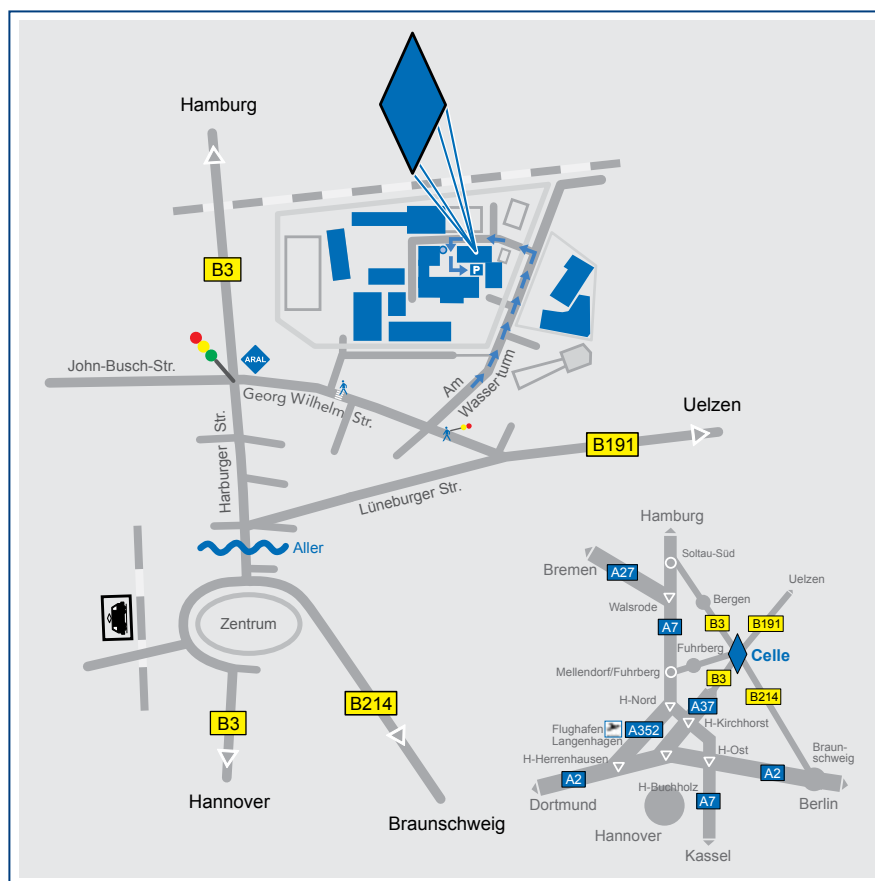 Hamburg
B3
P
John-Busch-Str.
ARAL
Georg Wilhelm Str.
Am
Wasser turm
Uelzen
B191
Harburger Str.
Lüneburger Str.
Aller
Zentrum
B3
B214
Hannover
Braunschweig
Hamburg
Soltau-Süd
Bremen
A27
Uelzen
Bergen
Walsrode
B3
B191
A7
Fuhrberg
Celle
Mellendorf/Fuhrberg
B3
B214
H-Nord
A37
Flughafen
Langenhagen
A352
H-Kirchhorst
H-Herrenhausen
H-Ost
Braun-
schweig
A2
A2
H-Buchholz
A7
Dortmund
Berlin
Hannover
Kassel